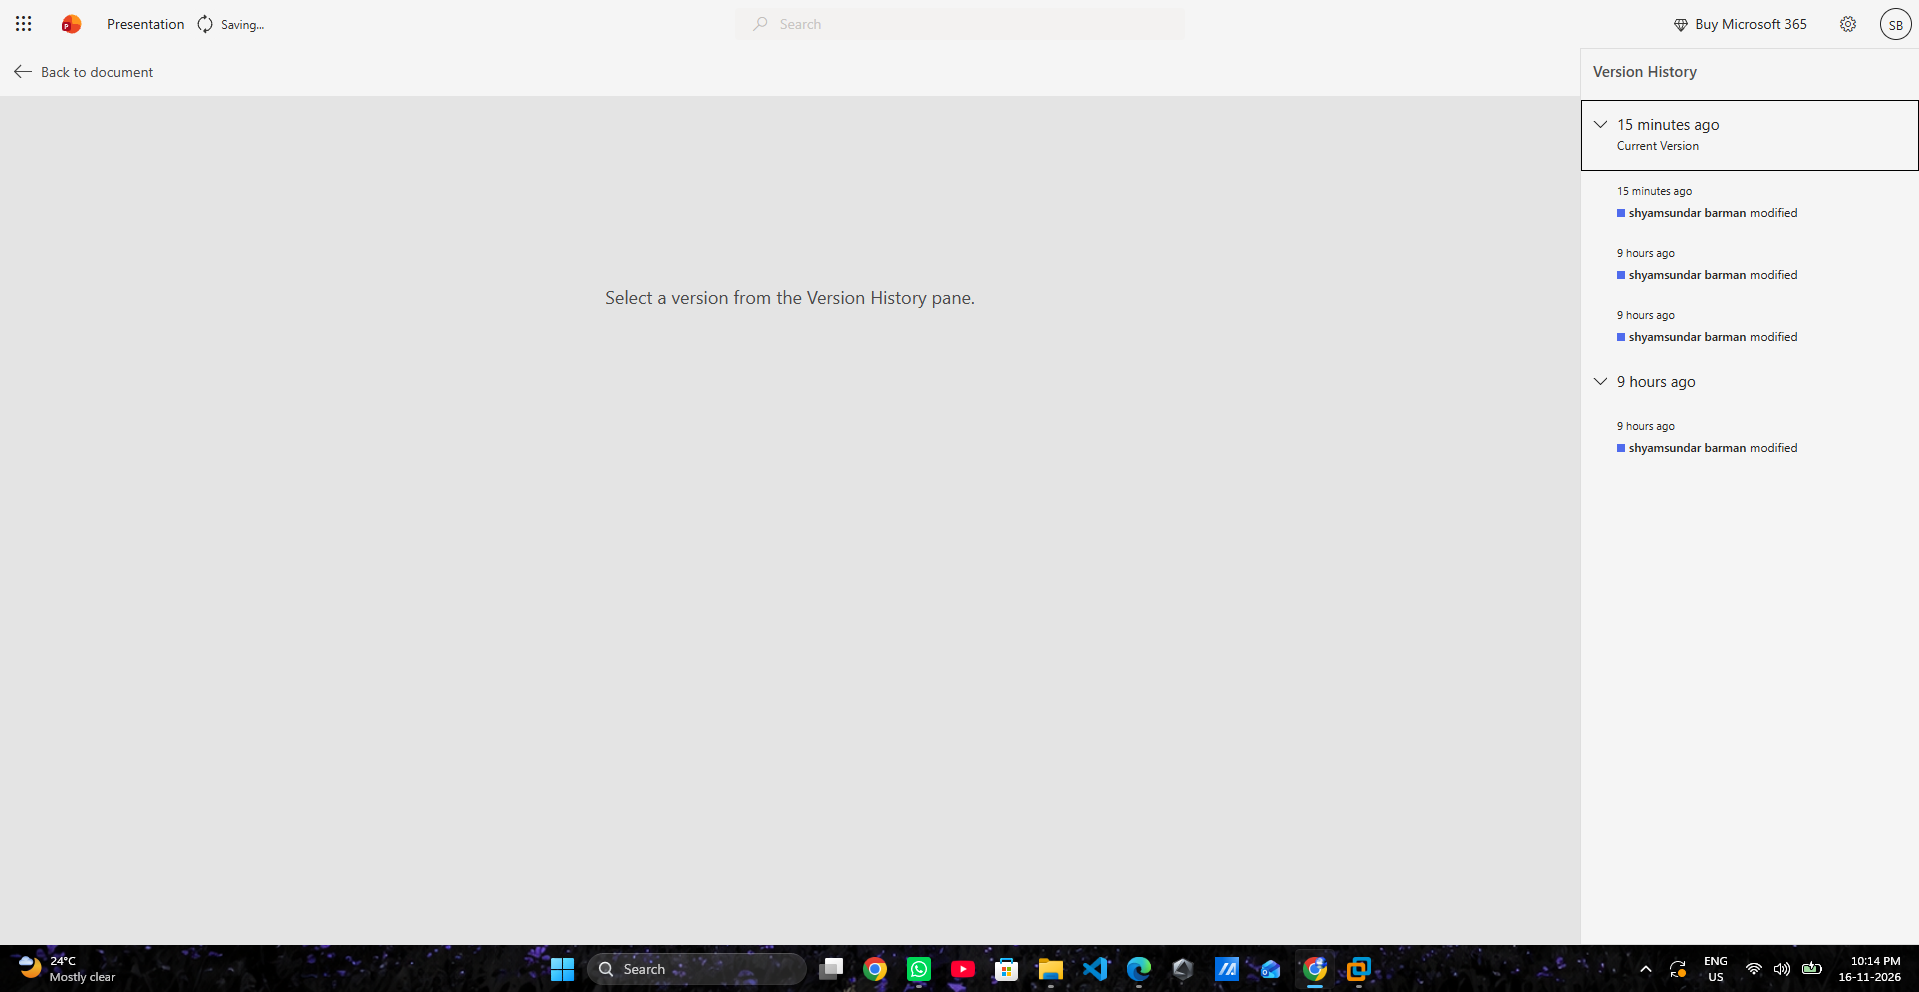 Presentation
Saving...
Search
Buy Microsoft 365
SB
Back to document
Version History
15 minutes ago
Current Version
15 minutes ago
shyamsundar barman modified
9 hours ago
shyamsundar barman modified
9 hours ago
shyamsundar barman modified
9 hours ago
9 hours ago
shyamsundar barman modified
Select a version from the Version History pane.
24°C
Mostly clear
Search
ENG
US
10:14 PM
16-11-2026